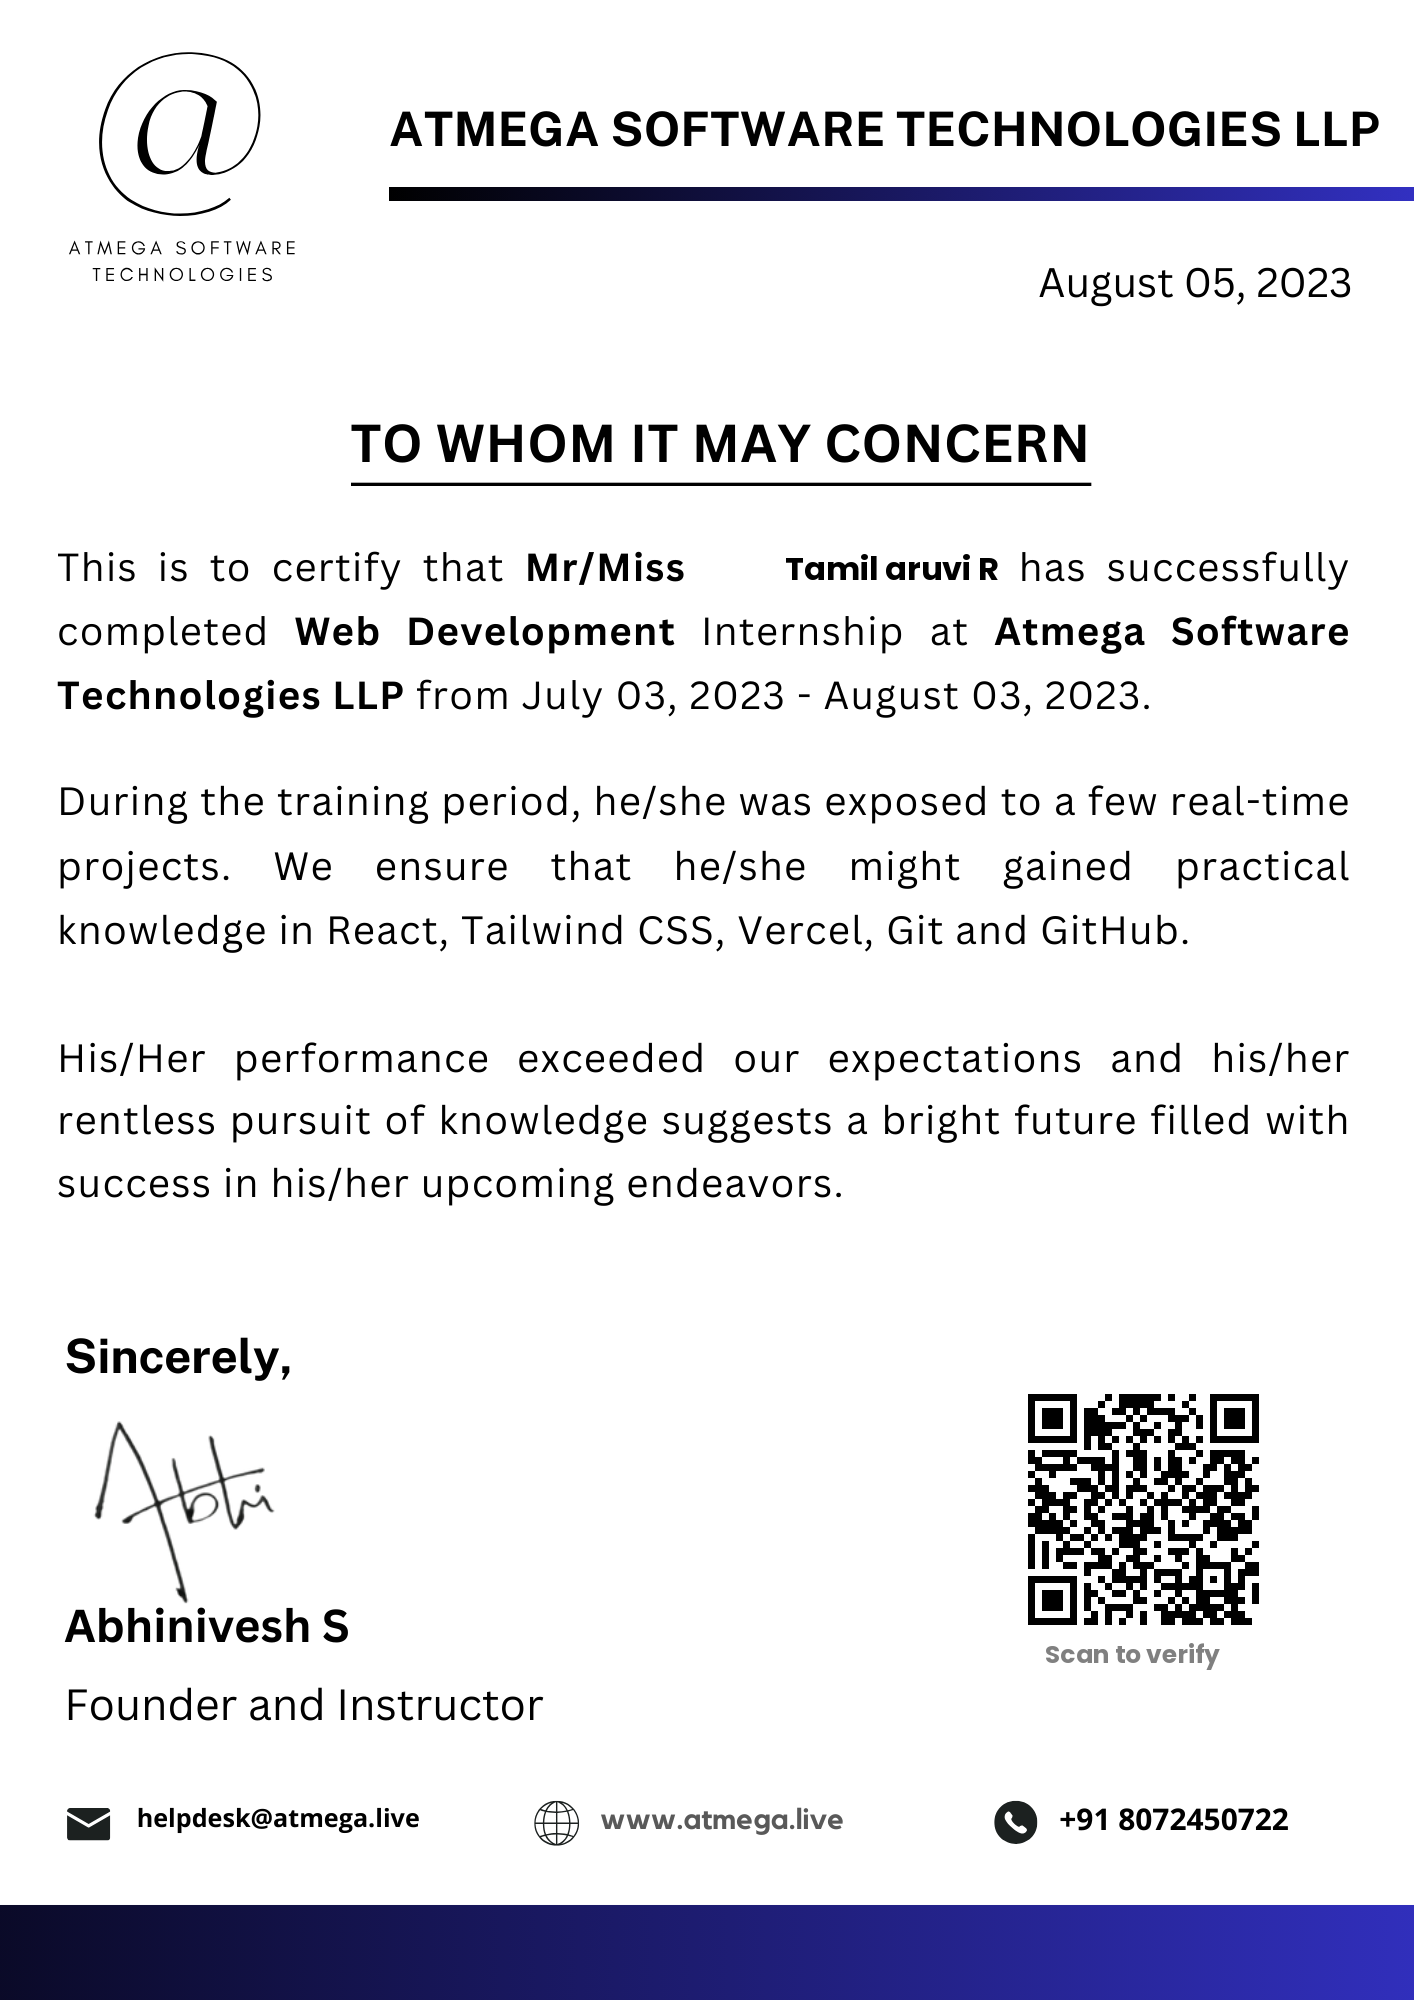 a
ATMEGA SOFTWARE
TECHNOLOGIES
ATMEGA SOFTWARE TECHNOLOGIES LLP
August 05, 2023
TO WHOM IT MAY CONCERN
This is to certify that Mr/Miss Tamil aruvi R has successfully
completed Web Development Internship at Atmega Software
Technologies LLP from July 03, 2023 - August 03, 2023.
During the training period, he/she was exposed to a few real-time
projects. We ensure that he/she might gained practical
knowledge in React, Tailwind CSS, Vercel, Git and GitHub.
His/Her performance exceeded our expectations and his/her
rentless pursuit of knowledge suggests a bright future filled with
success in his/her upcoming endeavors.
Sincerely,
Abhi
Abhinivesh S
Founder and Instructor
Scan to verify
helpdesk@atmega.live
www.atmega.live
+91 8072450722